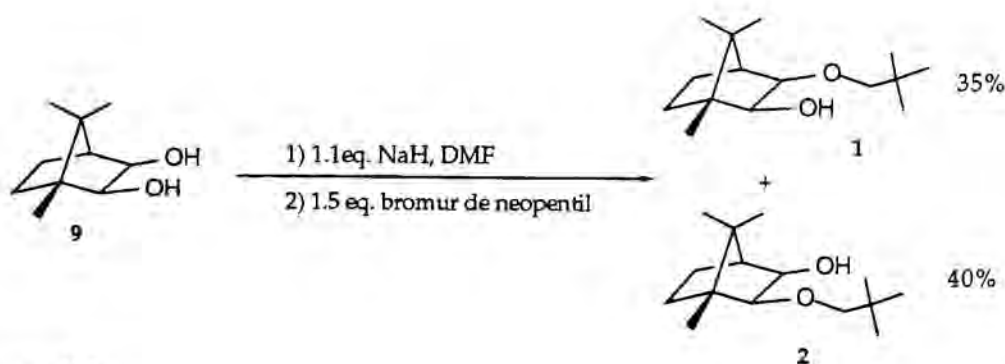 O
35%
OH
1
OH
OH
9
1) 1.1eq. NaH, DMF
2) 1.5 eq. bromur de neopentil
+
OH
O
40%
2